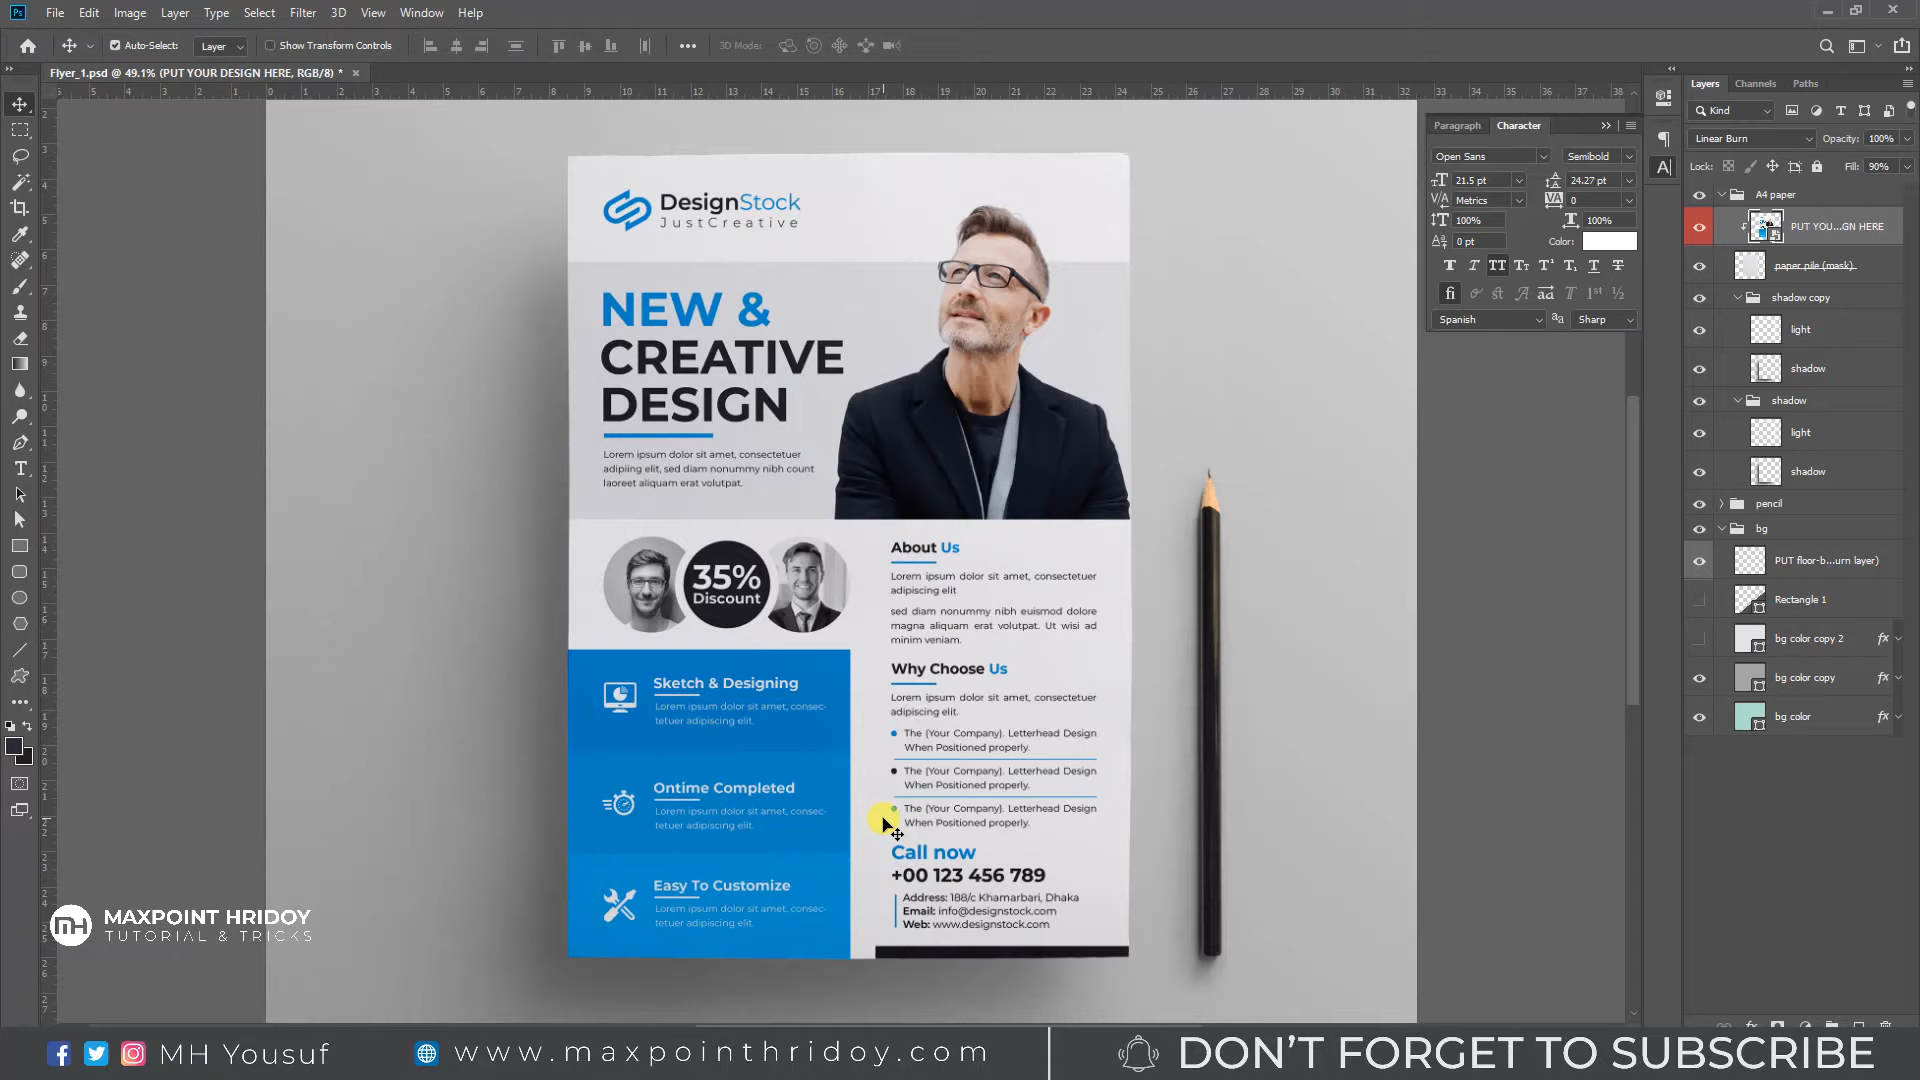 Ps File Edit Image Layer Type Select Filter 3D View Window Help
Auto-Select: Layer Show Transform Controls 3D Mode:
Flyer_1.psd @ 49.1% (PUT YOUR DESIGN HERE, RGB/8) *
DesignStock
JustCreative
NEW &
CREATIVE
DESIGN
Lorem ipsum dolor sit amet, consectetuer
adipiing elit, sed diam nonummy nibh count
laoreet aliquam erat volutpat.
35%
Discount
Sketch & Designing
Lorem ipsum dolor sit amet, consec-
tetuer adipiscing elit.
Ontime Completed
Lorem ipsum dolor sit amet, consec-
tetuer adipiscing elit.
Easy To Customize
Lorem ipsum dolor sit amet, consec-
tetuer adipiscing elit.
About Us
Lorem ipsum dolor sit amet, consectetuer
adipiscing elit
sed diam nonummy nibh euismod dolore
magna aliquam erat volutpat. Ut wisi ad
minim veniam.
Why Choose Us
Lorem ipsum dolor sit amet, consectetuer
adipiscing elit.
The (Your Company). Letterhead Design
When Positioned properly.
The (Your Company). Letterhead Design
When Positioned properly.
The (Your Company). Letterhead Design
When Positioned properly.
Call now
+00 123 456 789
Address: 188/c Khamarbari, Dhaka
Email: info@designstock.com
Web: www.designstock.com
Paragraph Character
Open Sans Semibold
21.5 pt 24.27 pt
Metrics 0
100% 100%
0 pt Color:
Spanish Sharp
Layers Channels Paths
Kind
Linear Burn Opacity: 100%
Lock: Fill: 90%
A4 paper
PUT YOU...GN HERE
paper pile (mask)
shadow copy
light
shadow
shadow
light
shadow
pencil
bg
PUT floor-b...urn layer)
Rectangle 1
bg color copy 2 fx
bg color copy fx
bg color fx
MH MAXPOINT HRIDOY
TUTORIAL & TRICKS
MH Yousuf
www.maxpointhridoy.com
DON'T FORGET TO SUBSCRIBE